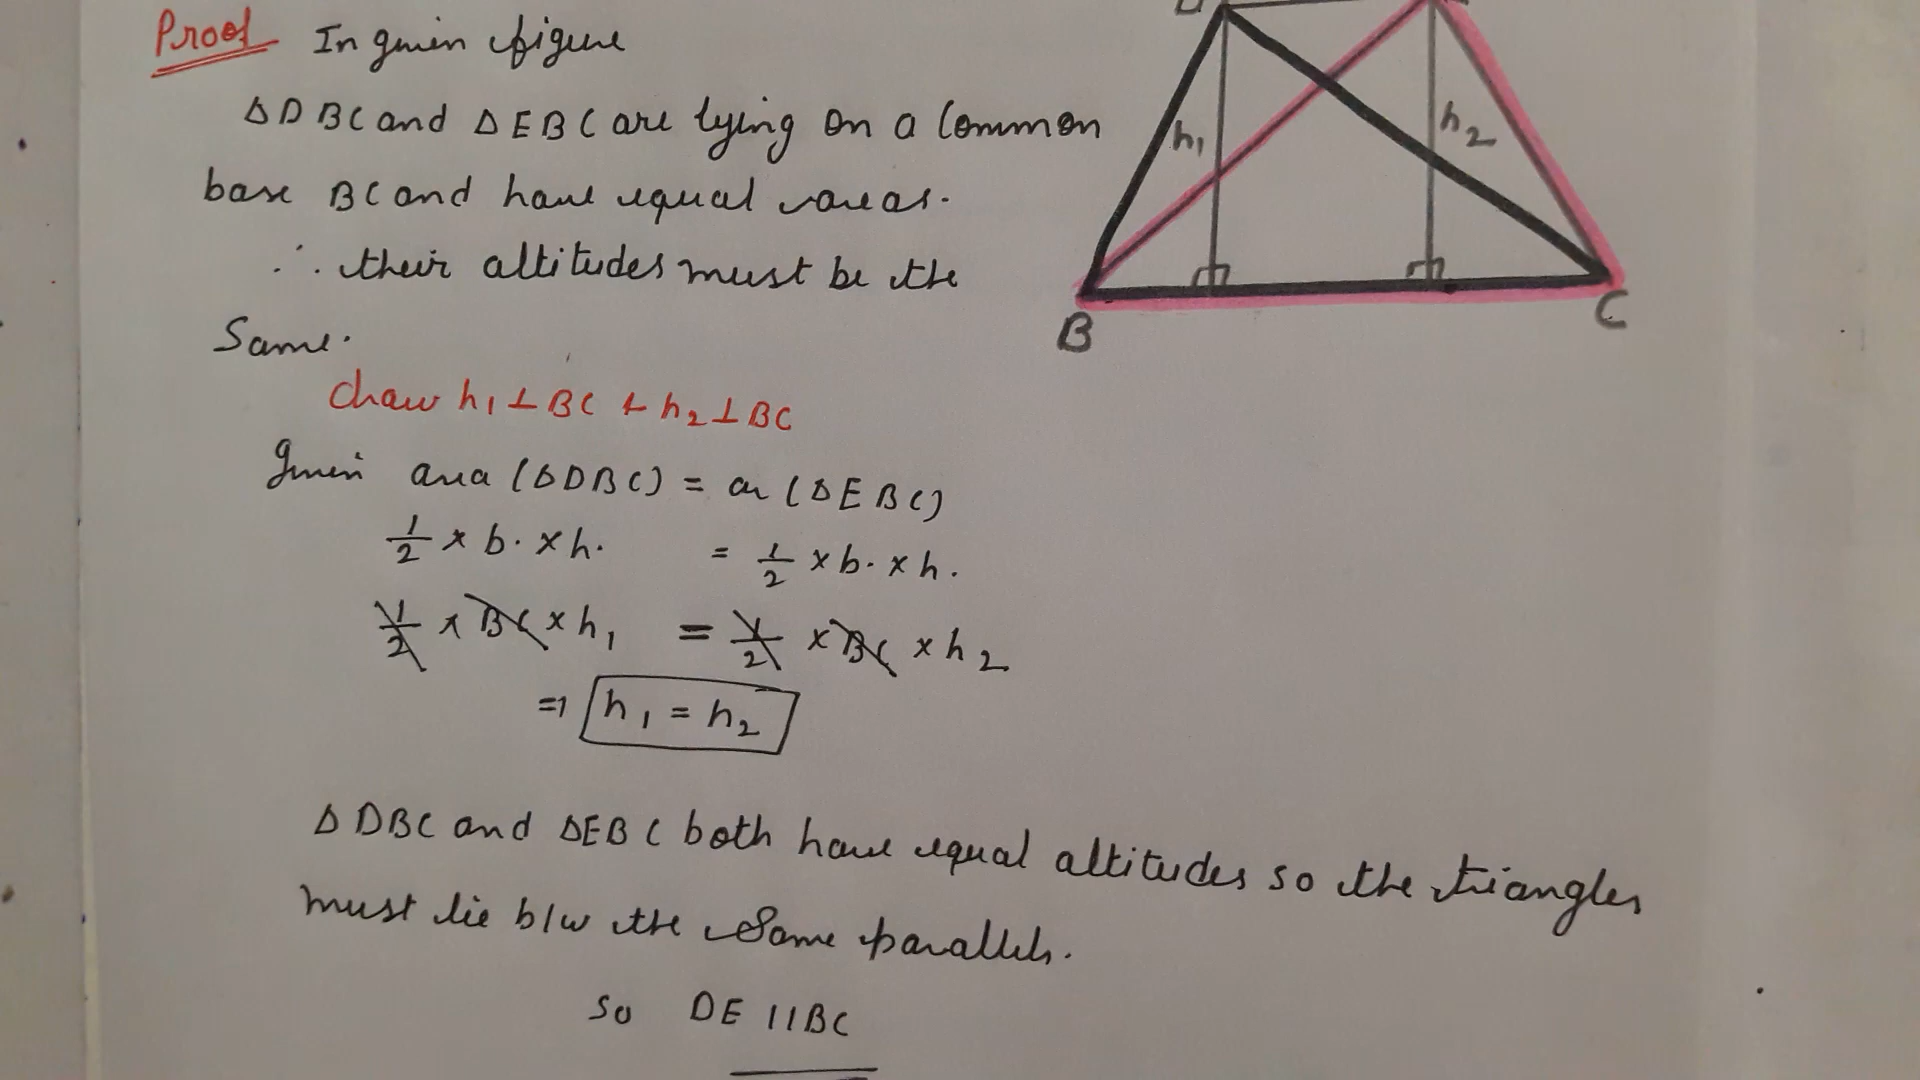 Proof In given figure
Δ DBC and Δ EBC are lying on a Common
base BC and have equal areas.
∴ their altitudes must be the
Same.
draw h₁ ⊥ BC & h₂ ⊥ BC
Given area (ΔDBC) = ar (ΔEBC)
1/2 × b. × h. = 1/2 × b. × h.
1/2 × BC × h₁ = 1/2 × BC × h₂
⇒ h₁ = h₂
Δ DBC and ΔEBC both have equal altitudes so the triangles
must lie b/w the Same parallels.
So DE || BC
h₁
h₂
B
C